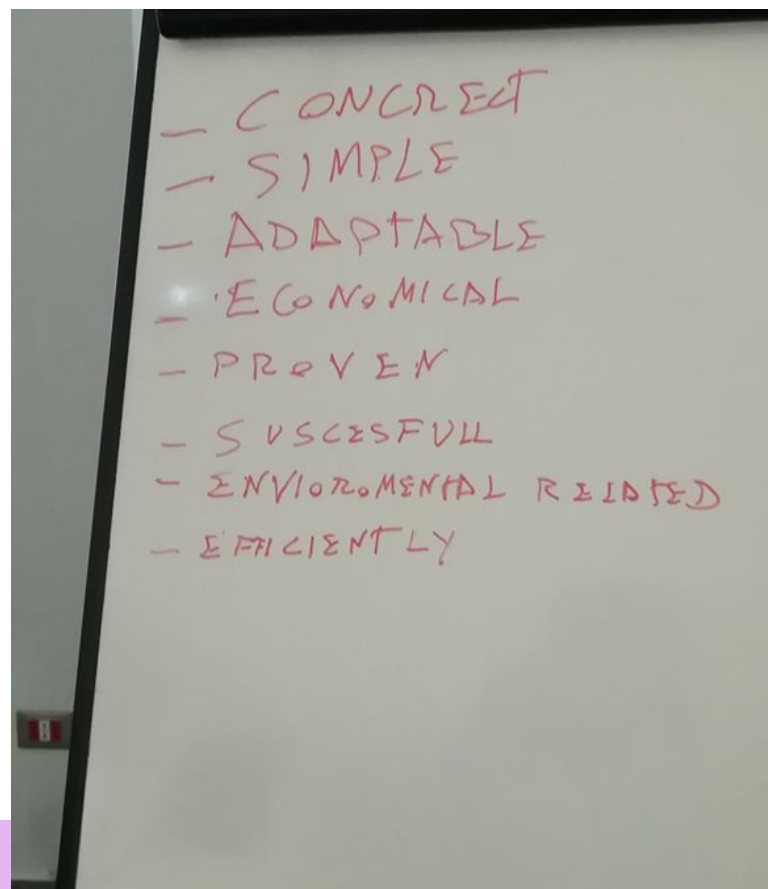 - CONCRECT
- SIMPLE
- ADAPTABLE
- ECONOMICAL
- PROVEN
- SUSCESFULL
- ENVIOROMENTAL RELATED
- EFFICIENTLY